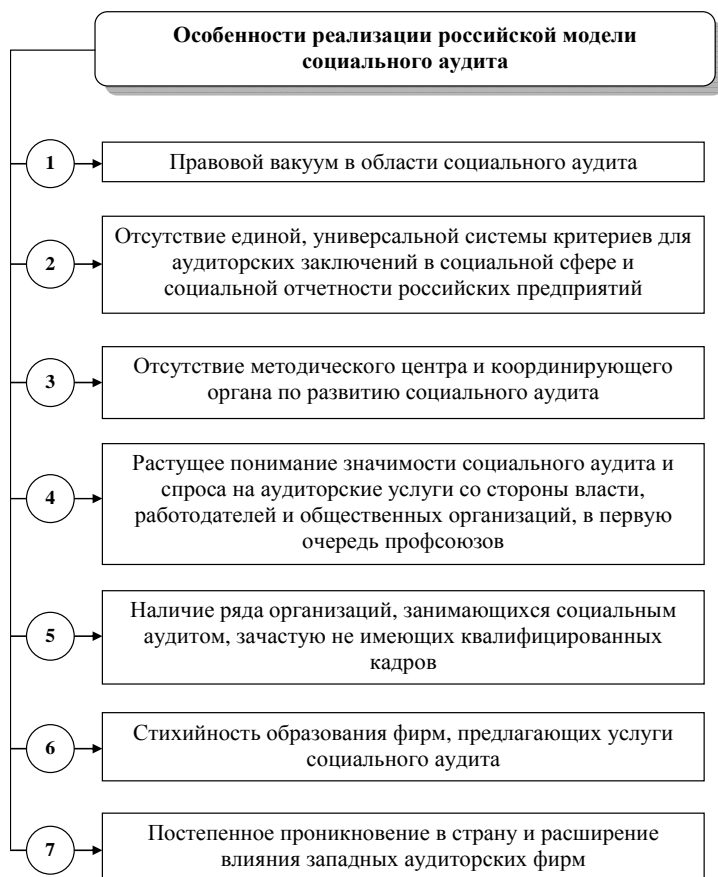 Особенности реализации российской модели
социального аудита
1
Правовой вакуум в области социального аудита
2
Отсутствие единой, универсальной системы критериев для
аудиторских заключений в социальной сфере и
социальной отчетности российских предприятий
3
Отсутствие методического центра и координирующего
органа по развитию социального аудита
4
Растущее понимание значимости социального аудита и
спроса на аудиторские услуги со стороны власти,
работодателей и общественных организаций, в первую
очередь профсоюзов
5
Наличие ряда организаций, занимающихся социальным
аудитом, зачастую не имеющих квалифицированных
кадров
6
Стихийность образования фирм, предлагающих услуги
социального аудита
7
Постепенное проникновение в страну и расширение
влияния западных аудиторских фирм